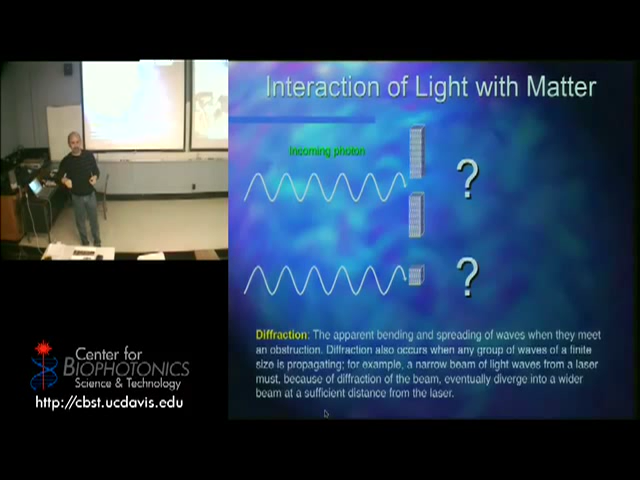 Interaction of Light with Matter
Incoming photon
?
?
Diffraction: The apparent bending and spreading of waves when they meet
an obstruction. Diffraction also occurs when any group of waves of a finite
size is propagating; for example, a narrow beam of light waves from a laser
must, because of diffraction of the beam, eventually diverge into a wider
beam at a sufficient distance from the laser.
Center for
BIOPHOTONICS
Science & Technology
http://cbst.ucdavis.edu